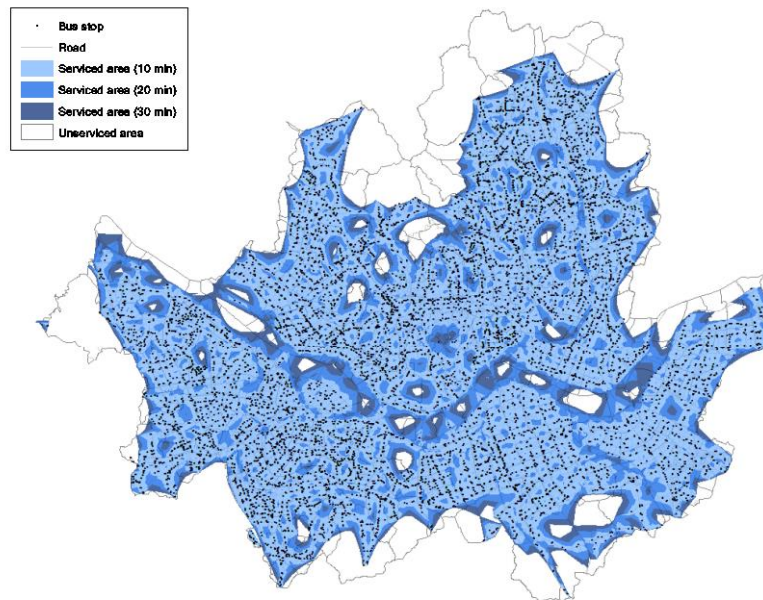 Bus stop
Road
Serviced area (10 min)
Serviced area (20 min)
Serviced area (30 min)
Unserviced area